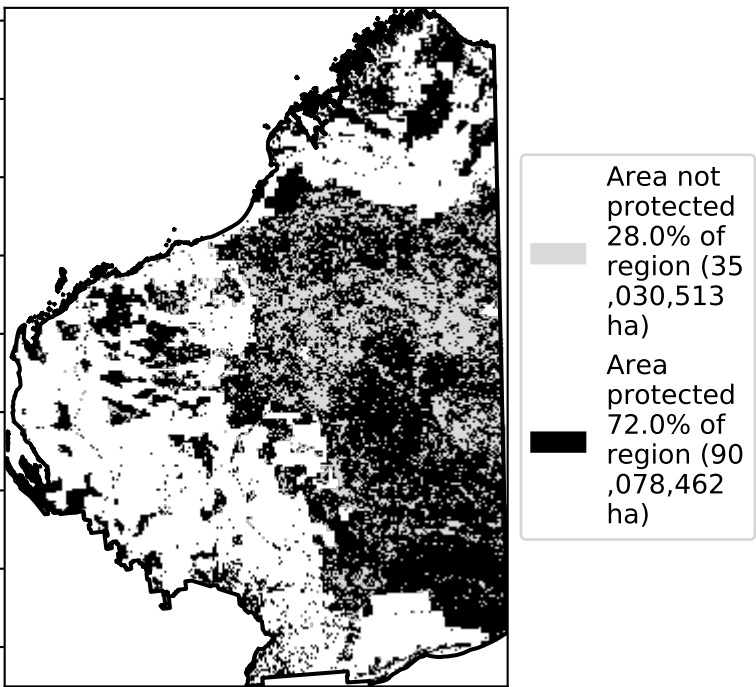 Area not
protected
28.0% of
region (35
,030,513
ha)
Area
protected
72.0% of
region (90
,078,462
ha)